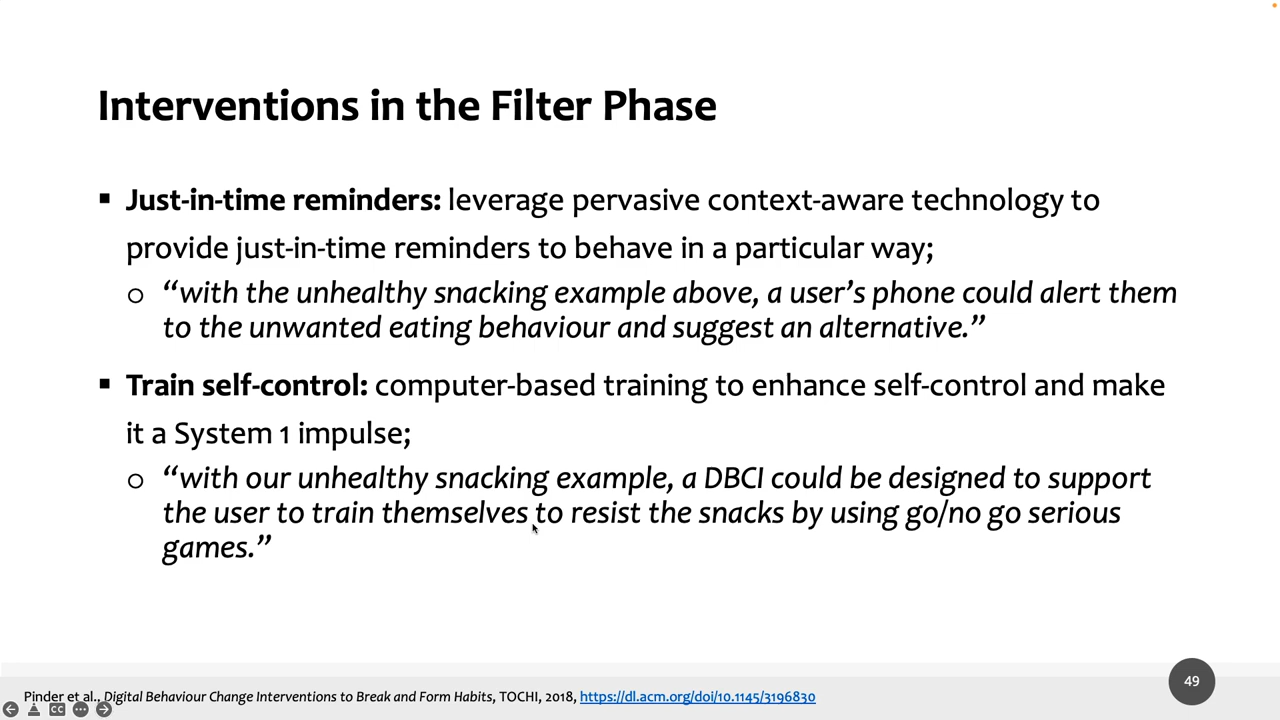 Interventions in the Filter Phase
▪ Just-in-time reminders: leverage pervasive context-aware technology to
provide just-in-time reminders to behave in a particular way;
o “with the unhealthy snacking example above, a user’s phone could alert them
to the unwanted eating behaviour and suggest an alternative.”
▪ Train self-control: computer-based training to enhance self-control and make
it a System 1 impulse;
o “with our unhealthy snacking example, a DBCI could be designed to support
the user to train themselves to resist the snacks by using go/no go serious
games.”
49
Pinder et al., Digital Behaviour Change Interventions to Break and Form Habits, TOCHI, 2018, https://dl.acm.org/doi/10.1145/3196830
CC